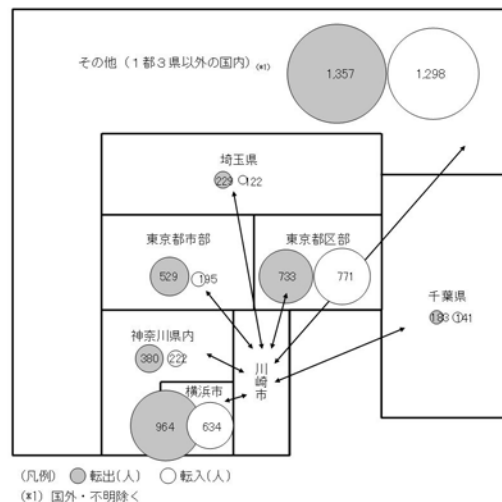 その他（１都３県以外の国内）(*1)
1,357
1,298
埼玉県
229
122
東京都市部
東京都区部
529
195
733
771
千葉県
183
141
神奈川県内
380
222
川崎市
横浜市
964
634
(凡例) 転出(人) 転入(人)
(*1) 国外・不明除く